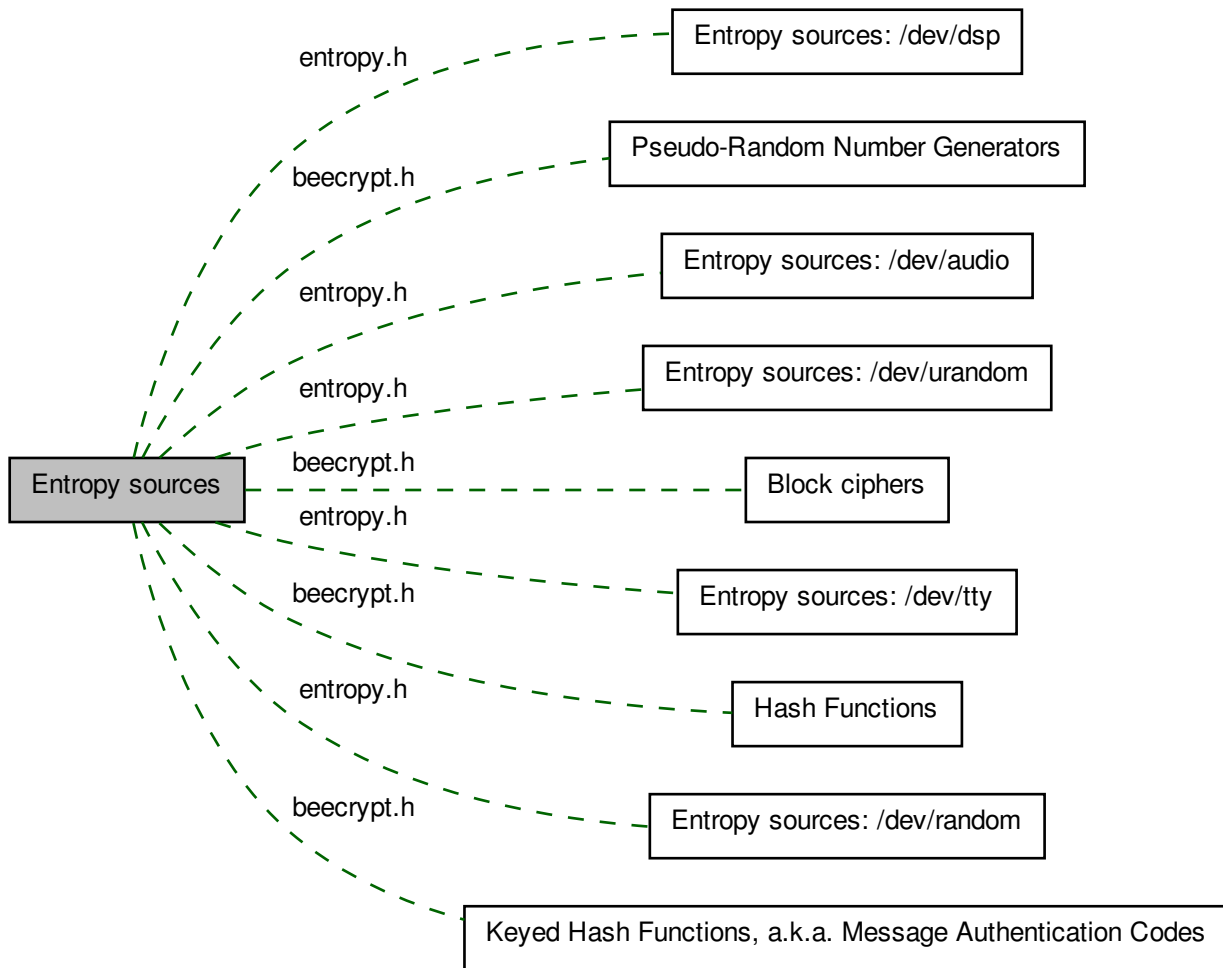 Entropy sources: /dev/dsp
entropy.h
Pseudo-Random Number Generators
beecrypt.h
Entropy sources: /dev/audio
entropy.h
Entropy sources: /dev/urandom
entropy.h
beecrypt.h
Entropy sources
Block ciphers
entropy.h
Entropy sources: /dev/tty
beecrypt.h
Hash Functions
entropy.h
Entropy sources: /dev/random
beecrypt.h
Keyed Hash Functions, a.k.a. Message Authentication Codes